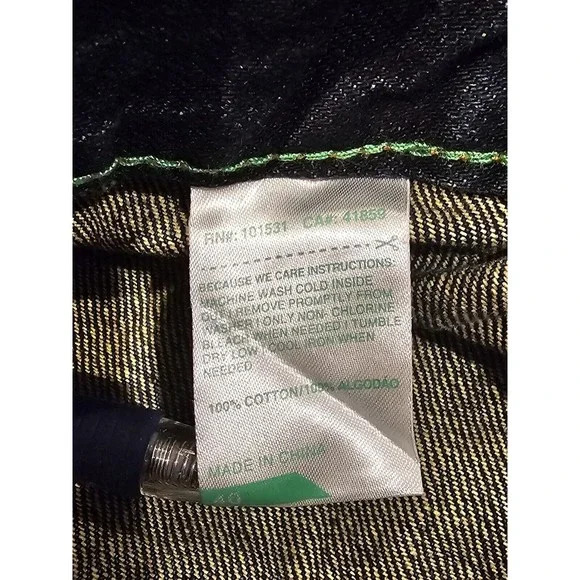 RN#: 101531 CA#: 41859
BECAUSE WE CARE INSTRUCTIONS:
MACHINE WASH COLD INSIDE
OUT | REMOVE PROMPTLY FROM
WASHER | ONLY NON- CHLORINE
BLEACH WHEN NEEDED | TUMBLE
DRY LOW | COOL IRON WHEN
NEEDED
100% COTTON/100% ALGODÃO
MADE IN CHINA